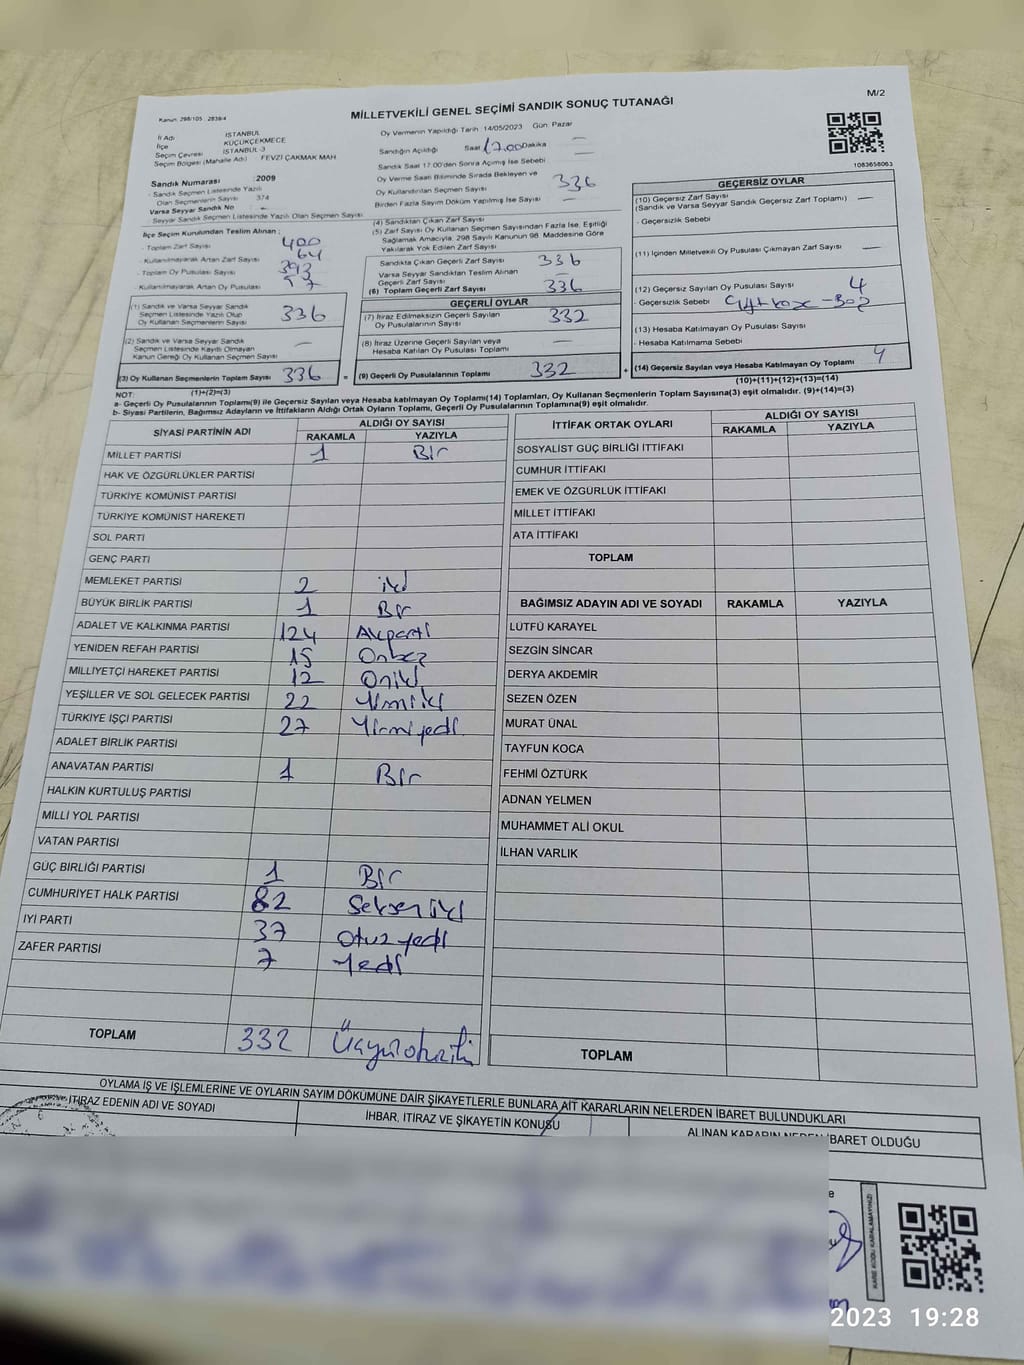 MİLLETVEKİLİ GENEL SEÇİMİ SANDIK SONUÇ TUTANAĞI
M/2
Kanun: 298/105 , 2839/4
İl Adı İSTANBUL
İlçe KÜÇÜKÇEKMECE
Seçim Çevresi İSTANBUL-3
Seçim Bölgesi (Mahalle Adı) FEVZİ ÇAKMAK MAH
Oy Vermenin Yapıldığı Tarih :14/05/2023 Gün: Pazar
Sandığın Açıldığı Saat 17.00 Dakika
Sandık Saat 17.00'den Sonra Açılmış İse Sebebi
Oy Verme Saati Bitiminde Sırada Bekleyen ve
Oy Kullandırılan Seçmen Sayısı 336
Birden Fazla Sayım Döküm Yapılmış İse Sayısı —
1083658063
Sandık Numarası : 2009
- Sandık Seçmen Listesinde Yazılı
Olan Seçmenlerin Sayısı 374
Varsa Seyyar Sandık No —
- Seyyar Sandık Seçmen Listesinde Yazılı Olan Seçmen Sayısı
İlçe Seçim Kurulundan Teslim Alınan ;
- Toplam Zarf Sayısı 400
- Kullanılmayarak Artan Zarf Sayısı 64
- Toplam Oy Pusulası Sayısı 393
- Kullanılmayarak Artan Oy Pusulası 57
(1) Sandık ve Varsa Seyyar Sandık
Seçmen Listesinde Yazılı Olup
Oy Kullanan Seçmenlerin Sayısı 336
(2) Sandık ve Varsa Seyyar Sandık
Seçmen Listesinde Kayıtlı Olmayan
Kanun Gereği Oy Kullanan Seçmen Sayısı —
(3) Oy Kullanan Seçmenlerin Toplam Sayısı 336 =
(1)+(2)=(3)
(4) Sandıktan Çıkan Zarf Sayısı
(5) Zarf Sayısı Oy Kullanan Seçmen Sayısından Fazla İse, Eşitliği
Sağlamak Amacıyla, 298 Sayılı Kanunun 98. Maddesine Göre
Yakılarak Yok Edilen Zarf Sayısı
Sandıkta Çıkan Geçerli Zarf Sayısı 336
Varsa Seyyar Sandıktan Teslim Alınan
Geçerli Zarf Sayısı —
(6) Toplam Geçerli Zarf Sayısı 336
GEÇERLİ OYLAR
(7) İtiraz Edilmeksizin Geçerli Sayılan
Oy Pusulalarının Sayısı 332
(8) İtiraz Üzerine Geçerli Sayılan veya
Hesaba Katılan Oy Pusulası Toplamı —
(9) Geçerli Oy Pusulalarının Toplamı 332 +
GEÇERSİZ OYLAR
(10) Geçersiz Zarf Sayısı
(Sandık ve Varsa Seyyar Sandık Geçersiz Zarf Toplamı) —
- Geçersizlik Sebebi
(11) İçinden Milletvekili Oy Pusulası Çıkmayan Zarf Sayısı —
(12) Geçersiz Sayılan Oy Pusulası Sayısı 4
- Geçersizlik Sebebi
(13) Hesaba Katılmayan Oy Pusulası Sayısı
- Hesaba Katılmama Sebebi
(14) Geçersiz Sayılan veya Hesaba Katılmayan Oy Toplamı 4
(10)+(11)+(12)+(13)=(14)
NOT:
a- Geçerli Oy Pusulalarının Toplamı(9) ile Geçersiz Sayılan veya Hesaba katılmayan Oy Toplamı(14) Toplamları, Oy Kullanan Seçmenlerin Toplam Sayısına(3) eşit olmalıdır. (9)+(14)=(3)
b- Siyasi Partilerin, Bağımsız Adayların ve İttifakların Aldığı Ortak Oyların Toplamı, Geçerli Oy Pusulalarının Toplamına(9) eşit olmalıdır.
SİYASİ PARTİNİN ADI ALDIĞI OY SAYISI
RAKAMLA YAZIYLA
MİLLET PARTİSİ 1 Bir
HAK VE ÖZGÜRLÜKLER PARTİSİ
TÜRKİYE KOMÜNİST PARTİSİ
TÜRKİYE KOMÜNİST HAREKETİ
SOL PARTİ
GENÇ PARTİ
MEMLEKET PARTİSİ 2 iki
BÜYÜK BİRLİK PARTİSİ 1 Bir
ADALET VE KALKINMA PARTİSİ 124 Akparti
YENİDEN REFAH PARTİSİ 15 Onbeş
MİLLİYETÇİ HAREKET PARTİSİ 12 Oniki
YEŞİLLER VE SOL GELECEK PARTİSİ 22 Yirmiiki
TÜRKİYE İŞÇİ PARTİSİ 27 Yirmiyedi
ADALET BİRLİK PARTİSİ
ANAVATAN PARTİSİ 1 Bir
HALKIN KURTULUŞ PARTİSİ
MİLLİ YOL PARTİSİ
VATAN PARTİSİ
GÜÇ BİRLİĞİ PARTİSİ 1 Bir
CUMHURİYET HALK PARTİSİ 82 Seksen iki
İYİ PARTİ 37 Otuz yedi
ZAFER PARTİSİ 7 Yedi
TOPLAM 332 Üçyüzotuziki
İTTİFAK ORTAK OYLARI ALDIĞI OY SAYISI
RAKAMLA YAZIYLA
SOSYALİST GÜÇ BİRLİĞİ İTTİFAKI
CUMHUR İTTİFAKI
EMEK VE ÖZGÜRLÜK İTTİFAKI
MİLLET İTTİFAKI
ATA İTTİFAKI
TOPLAM
BAĞIMSIZ ADAYIN ADI VE SOYADI RAKAMLA YAZIYLA
LÜTFÜ KARAYEL
SEZGİN SİNCAR
DERYA AKDEMİR
SEZEN ÖZEN
MURAT ÜNAL
TAYFUN KOCA
FEHMİ ÖZTÜRK
ADNAN YELMEN
MUHAMMET ALİ OKUL
İLHAN VARLIK
TOPLAM
OYLAMA İŞ VE İŞLEMLERİNE VE OYLARIN SAYIM DÖKÜMÜNE DAİR ŞİKAYETLERLE BUNLARA AİT KARARLARIN NELERDEN İBARET BULUNDUKLARI
İTİRAZ EDENİN ADI VE SOYADI
İHBAR, İTİRAZ VE ŞİKAYETİN KONUSU
ALINAN KARARIN NEDEN İBARET OLDUĞU
KARE KODU KARALAMAYINIZ!
2023 19:28